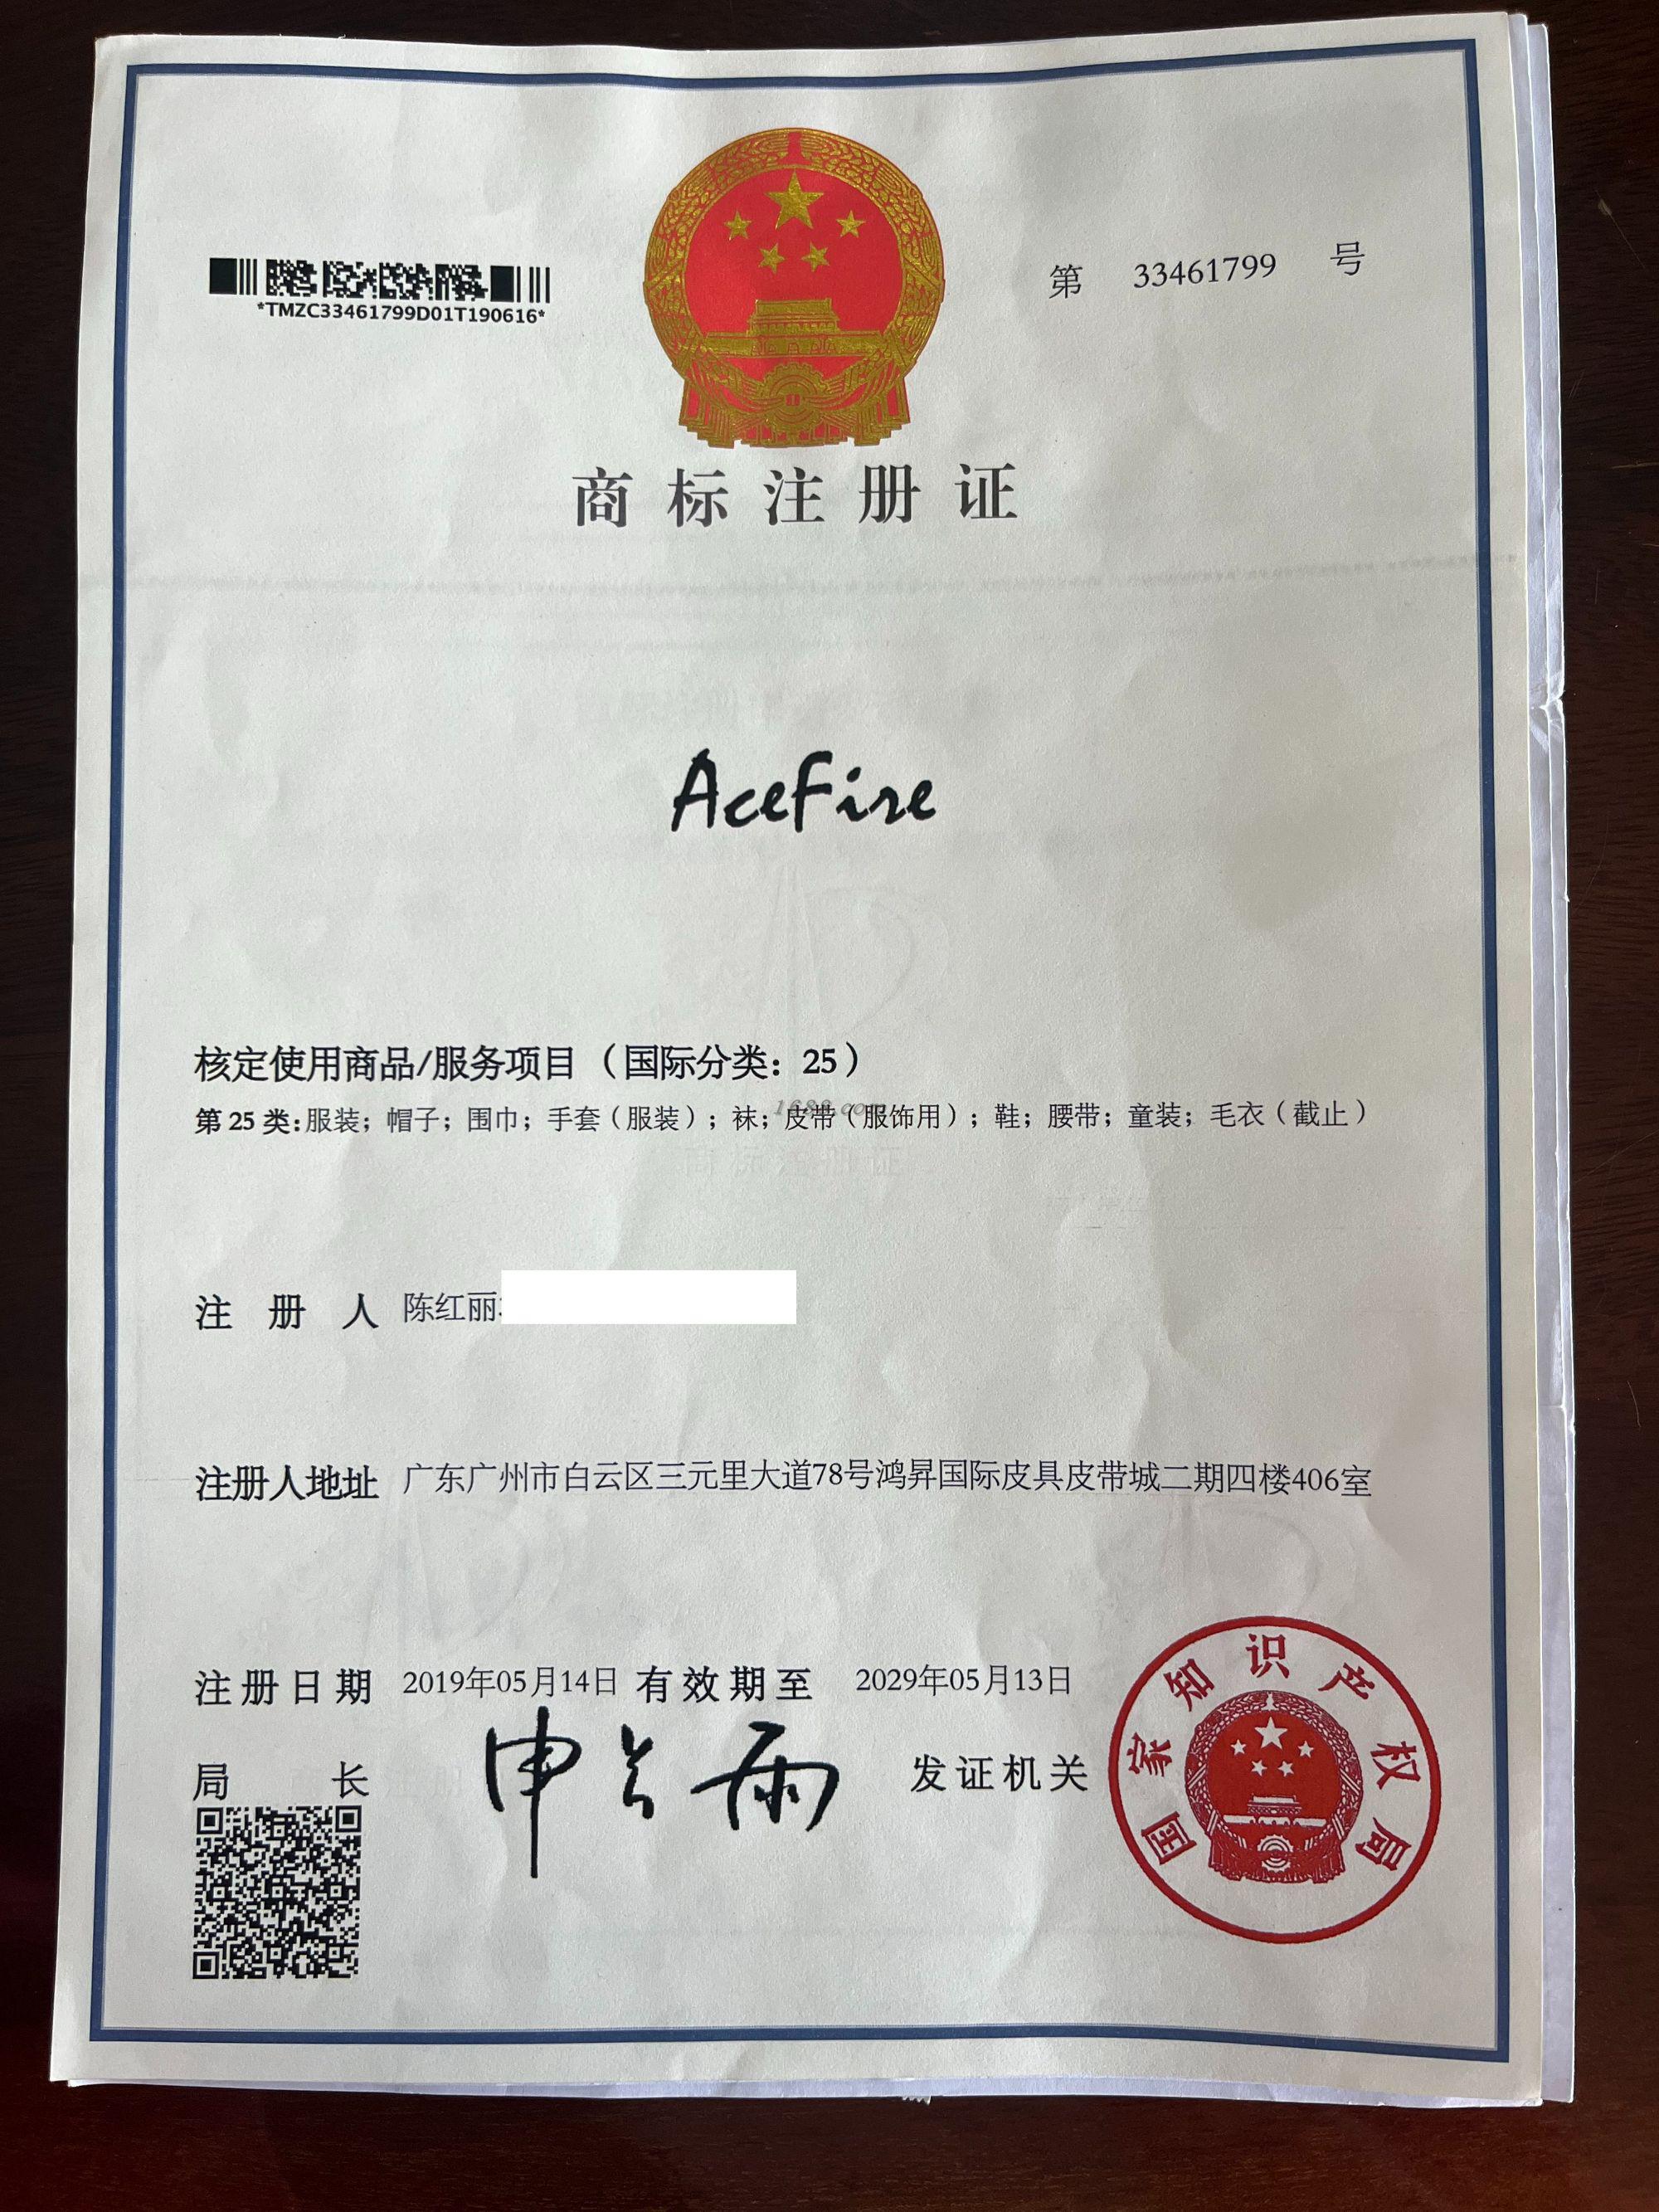 第 33461799 号
*TMZC33461799D01T190616*
商标注册证
AceFire
核定使用商品/服务项目（国际分类：25）
第25类:服装；帽子；围巾；手套（服装）；袜；皮带（服饰用）；鞋；腰带；童装；毛衣（截止）
1688.com
注册人 陈红丽
注册人地址 广东广州市白云区三元里大道78号鸿昇国际皮具皮带城二期四楼406室
注册日期 2019年05月14日 有效期至 2029年05月13日
局长 申长雨 发证机关
国家知识产权局